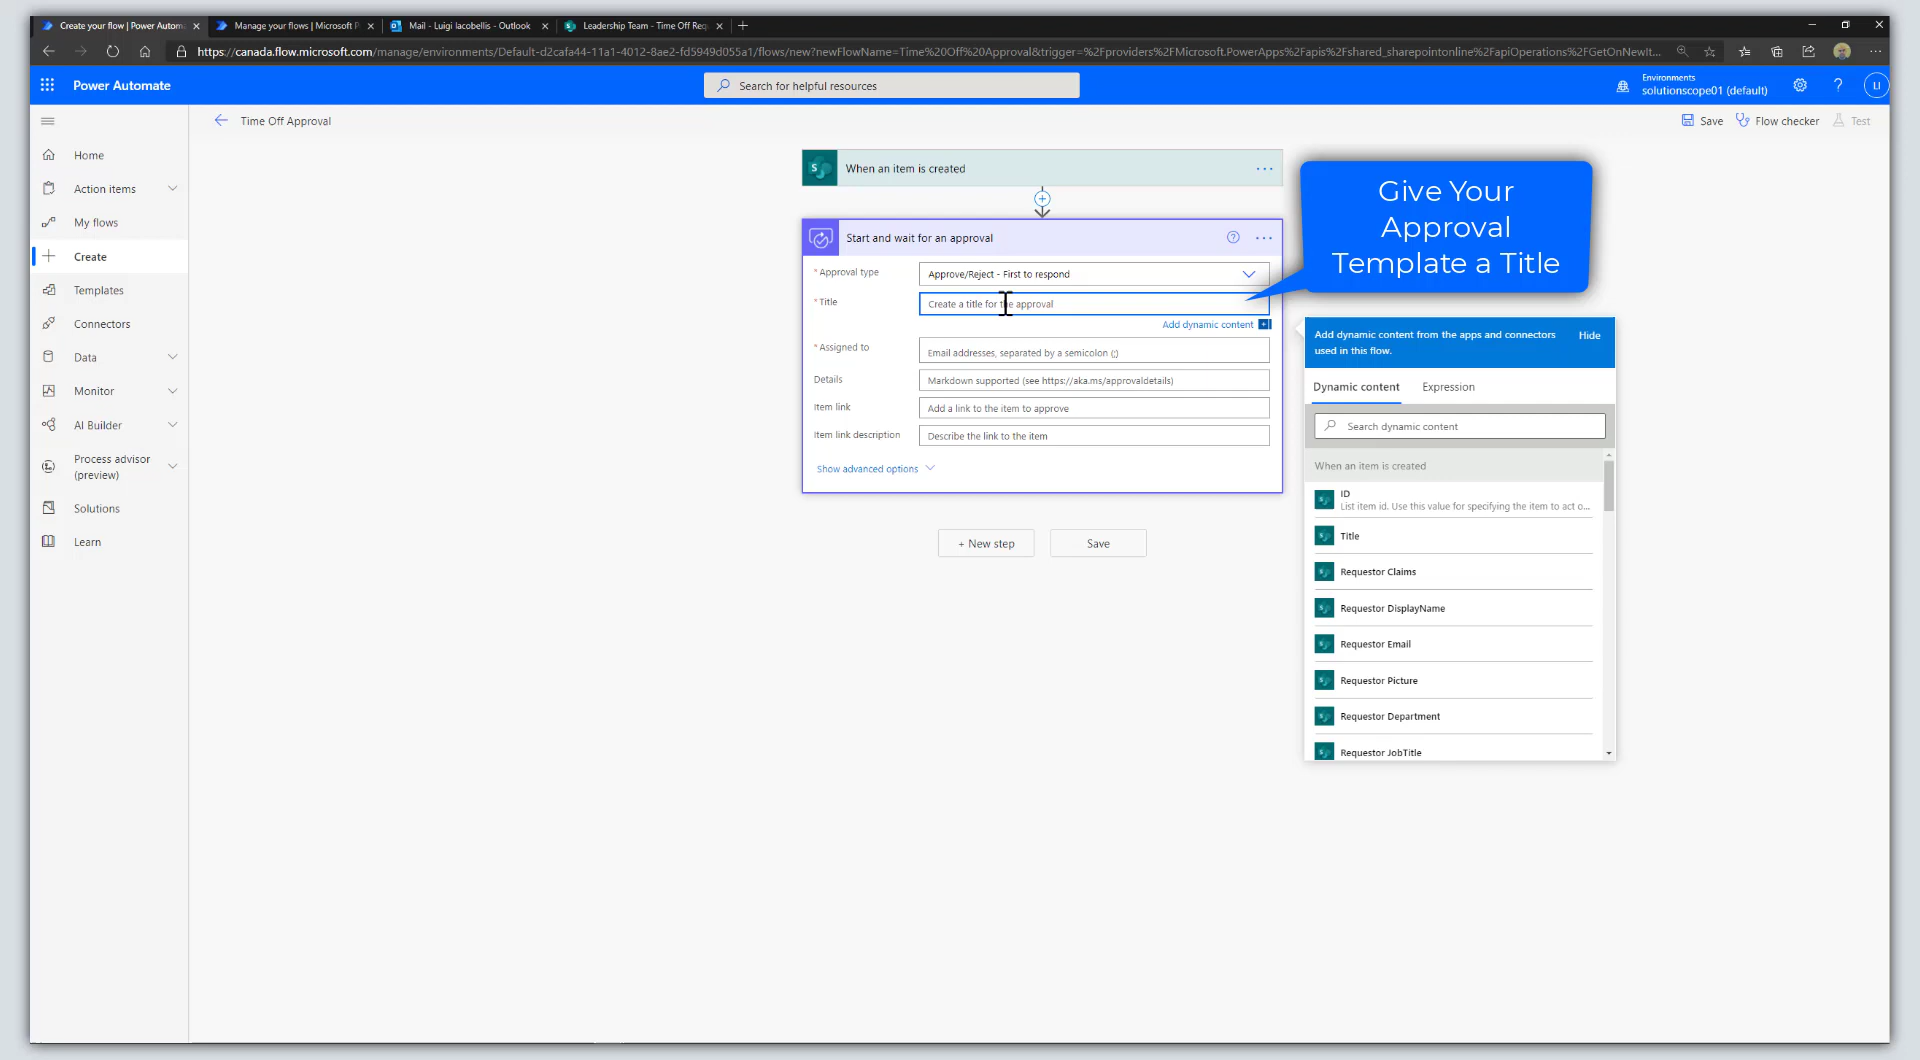 Create your flow | Power Autom
Manage your flows | Microsoft P
Mail - Luigi Iacobellis - Outlook
Leadership Team - Time Off Req
https://canada.flow.microsoft.com/manage/environments/Default-d2cafa44-11a1-4012-8ae2-fd5949d055a1/flows/new?newFlowName=Time%20Off%20Approval&trigger=%2Fproviders%2FMicrosoft.PowerApps%2Fapis%2Fshared_sharepointonline%2FapiOperations%2FGetOnNewIt...
Power Automate
Search for helpful resources
Environments
solutionscope01 (default)
?
LI
Time Off Approval
Save
Flow checker
Test
Home
Action items
My flows
Create
Templates
Connectors
Data
Monitor
AI Builder
Process advisor
(preview)
Solutions
Learn
When an item is created
Start and wait for an approval
* Approval type
Approve/Reject - First to respond
* Title
Create a title for the approval
Add dynamic content
* Assigned to
Email addresses, separated by a semicolon (;)
Details
Markdown supported (see https://aka.ms/approvaldetails)
Item link
Add a link to the item to approve
Item link description
Describe the link to the item
Show advanced options
+ New step
Save
Give Your
Approval
Template a Title
Add dynamic content from the apps and connectors
used in this flow.
Hide
Dynamic content
Expression
Search dynamic content
When an item is created
ID
List item id. Use this value for specifying the item to act o...
Title
Requestor Claims
Requestor DisplayName
Requestor Email
Requestor Picture
Requestor Department
Requestor JobTitle